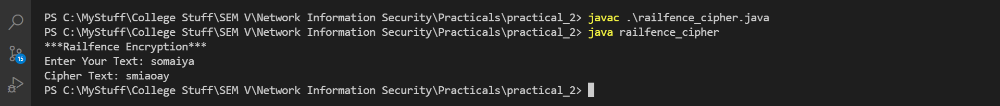 PS C:\MyStuff\College Stuff\SEM V\Network Information Security\Practicals\practical_2> javac .\railfence_cipher.java
PS C:\MyStuff\College Stuff\SEM V\Network Information Security\Practicals\practical_2> java railfence_cipher
***Railfence Encryption***
15
Enter Your Text: somaiya
Cipher Text: smiaoay
PS C:\MyStuff\College Stuff\SEM V\Network Information Security\Practicals\practical_2>